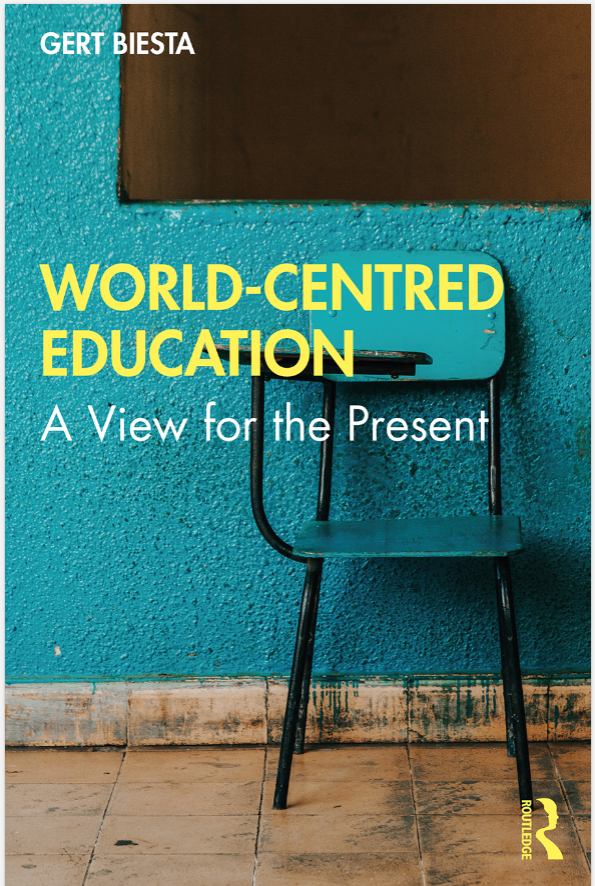 GERT BIESTA
WORLD-CENTRED
EDUCATION
A View for the Present
ROUTLEDGE